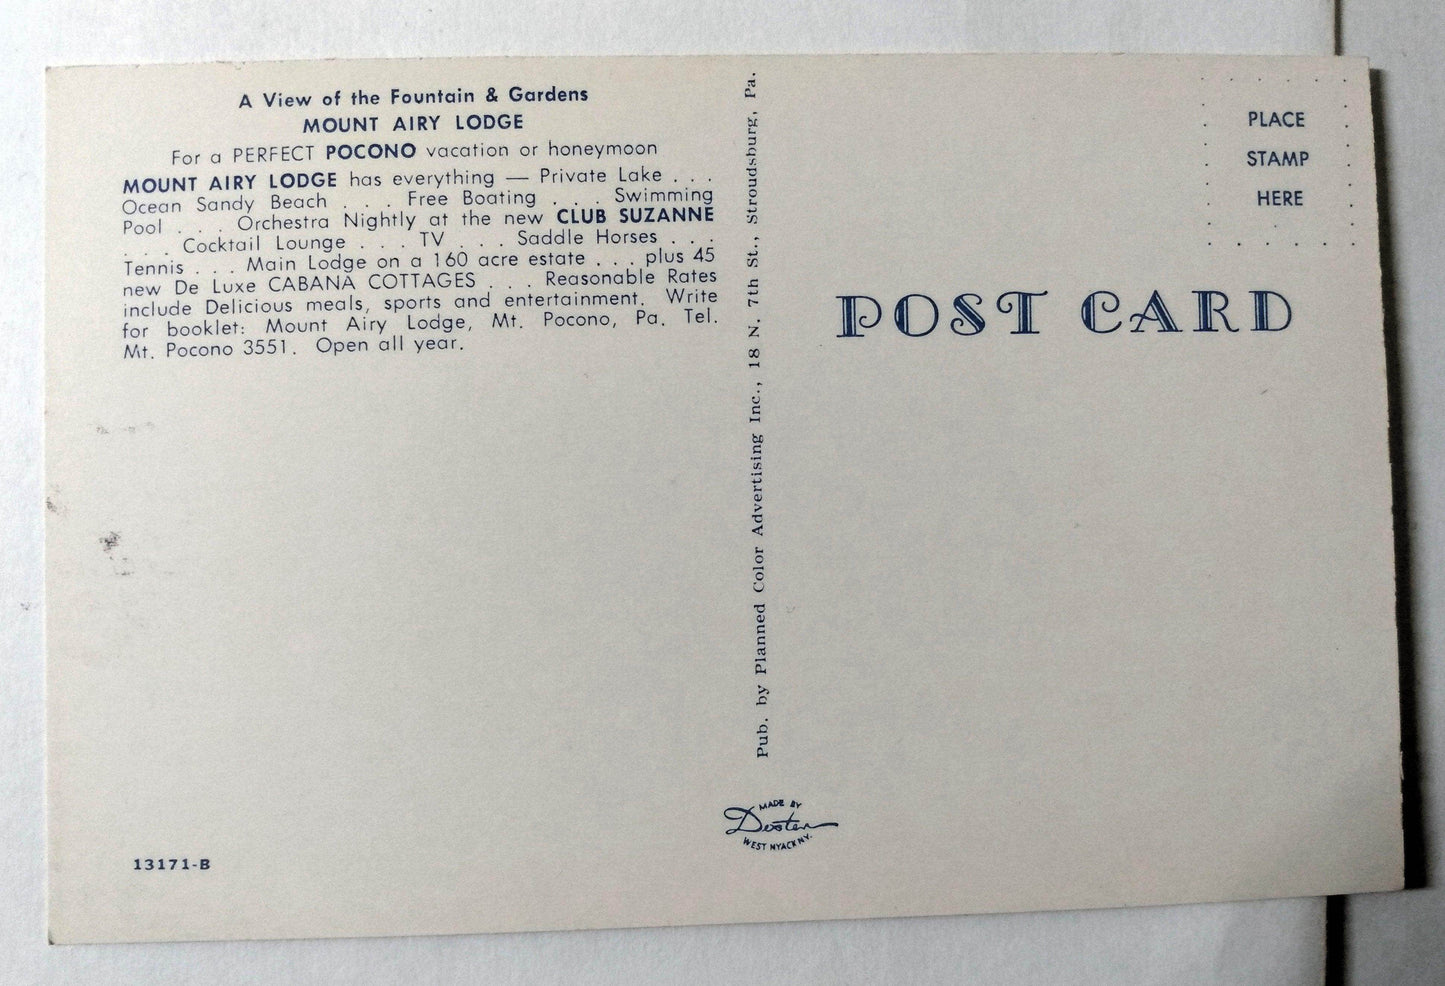 A View of the Fountain & Gardens
MOUNT AIRY LODGE
For a PERFECT POCONO vacation or honeymoon
MOUNT AIRY LODGE has everything — Private Lake . . .
Ocean Sandy Beach . . . Free Boating . . . Swimming
Pool . . . Orchestra Nightly at the new CLUB SUZANNE
. . . Cocktail Lounge . . . TV . . . Saddle Horses . . .
Tennis . . . Main Lodge on a 160 acre estate . . . plus 45
new De Luxe CABANA COTTAGES . . . Reasonable Rates
include Delicious meals, sports and entertainment. Write
for booklet: Mount Airy Lodge, Mt. Pocono, Pa. Tel.
Mt. Pocono 3551. Open all year.
13171-B
Pub. by Planned Color Advertising Inc., 18 N. 7th St., Stroudsburg, Pa.
MADE BY
Dexter
WEST NYACK N.Y.
PLACE
STAMP
HERE
POST CARD